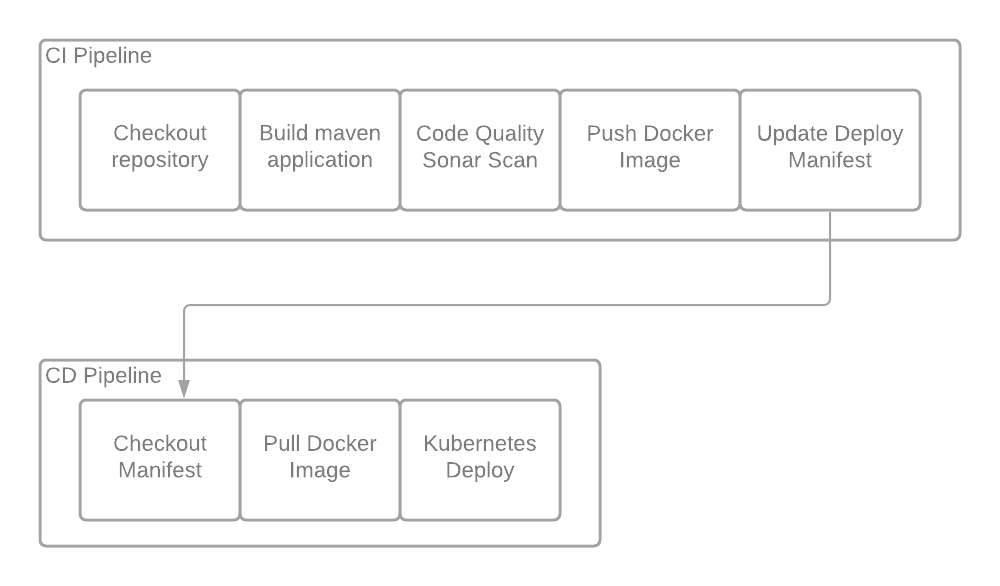 CI Pipeline
Checkout
repository
Build maven
application
Code Quality
Sonar Scan
Push Docker
Image
Update Deploy
Manifest
CD Pipeline
Checkout
Manifest
Pull Docker
Image
Kubernetes
Deploy